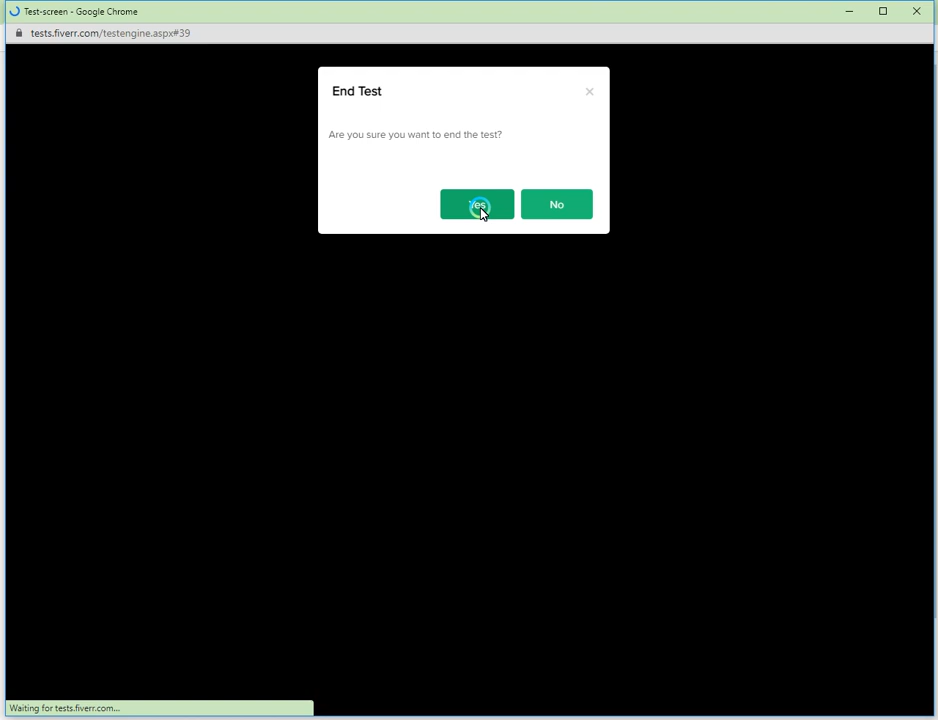 Test-screen - Google Chrome
tests.fiverr.com/testengine.aspx#39
End Test
Are you sure you want to end the test?
Yes No
Waiting for tests.fiverr.com...